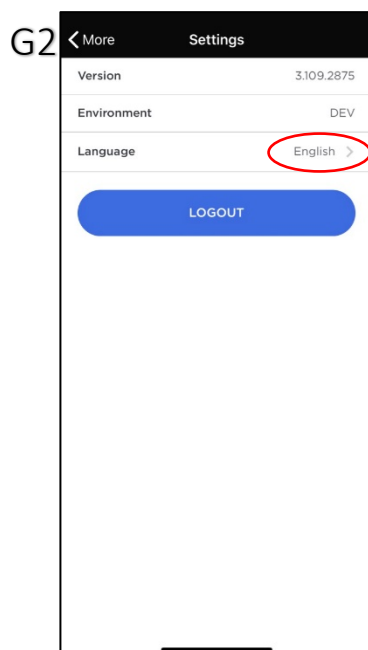 G2
More Settings
Version 3.109.2875
Environment DEV
Language English
LOGOUT